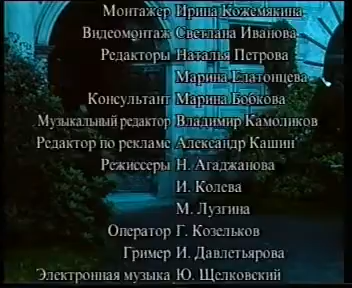 Монтажер Ирина Кожемякина
Видеомонтаж Светлана Иванова
Редакторы Наталья Петрова
Марина Елатонцева
Консультант Марина Бобкова
Музыкальный редактор Владимир Камоликов
Редактор по рекламе Александр Кашин
Режиссеры Н. Агаджанова
И. Колева
М. Лузгина
Оператор Г. Козельков
Гример И. Давлетьярова
Электронная музыка Ю. Щелковский